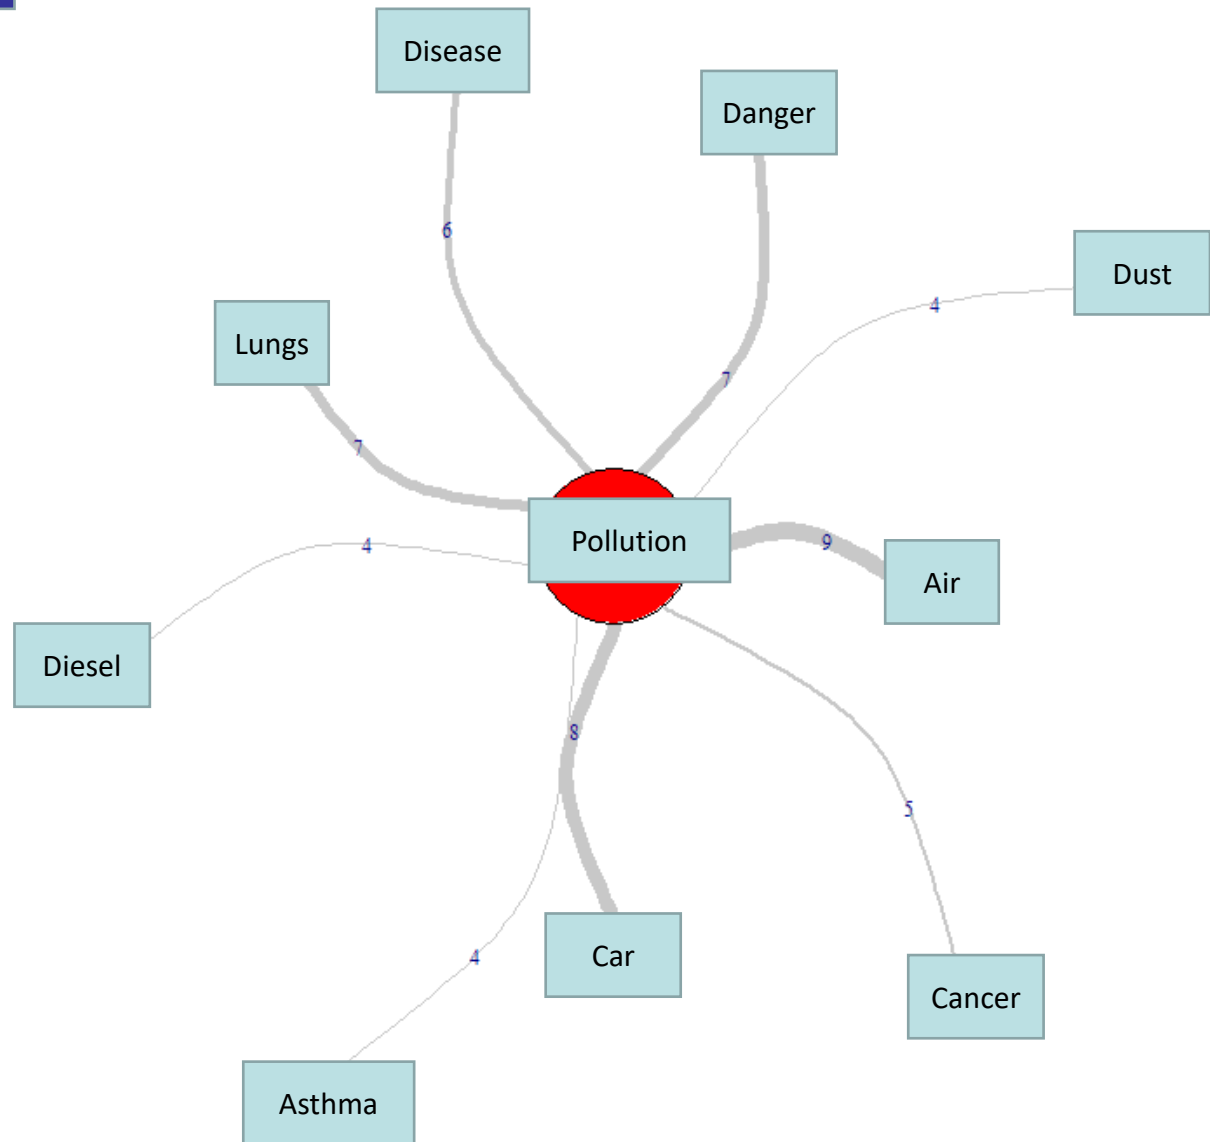 Disease
Danger
6
Dust
4
Lungs
7
7
Pollution
4
9
Air
Diesel
8
5
Car
4
Cancer
Asthma